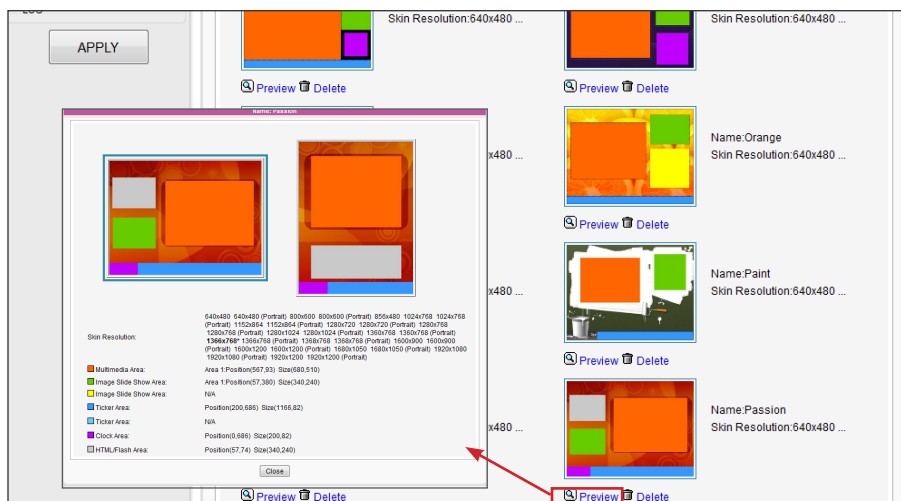 APPLY
Skin Resolution:640x480 ...
Skin Resolution:640x480 ...
Preview Delete
Preview Delete
Name: Passion
x480 ...
Name:Orange
Skin Resolution:640x480 ...
Preview Delete
x480 ...
Name:Paint
Skin Resolution:640x480 ...
Preview Delete
Skin Resolution:
640x480 640x480 (Portrait) 800x600 800x600 (Portrait) 856x480 1024x768 1024x768
(Portrait) 1152x864 1152x864 (Portrait) 1280x720 1280x720 (Portrait) 1280x768
1280x768 (Portrait) 1280x1024 1280x1024 (Portrait) 1360x768 1360x768 (Portrait)
1366x768* 1366x768 (Portrait) 1368x768 1368x768 (Portrait) 1600x900 1600x900
(Portrait) 1600x1200 1600x1200 (Portrait) 1680x1050 1680x1050 (Portrait) 1920x1080
1920x1080 (Portrait) 1920x1200 1920x1200 (Portrait)
Multimedia Area: Area 1:Position(567,93) Size(680,510)
Image Slide Show Area: Area 1:Position(57,380) Size(340,240)
Image Slide Show Area: N/A
Ticker Area: Position(200,686) Size(1166,82)
Ticker Area: N/A
Clock Area: Position(0,686) Size(200,82)
HTML/Flash Area: Position(57,74) Size(340,240)
Close
x480 ...
Name:Passion
Skin Resolution:640x480 ...
Preview Delete
Preview Delete